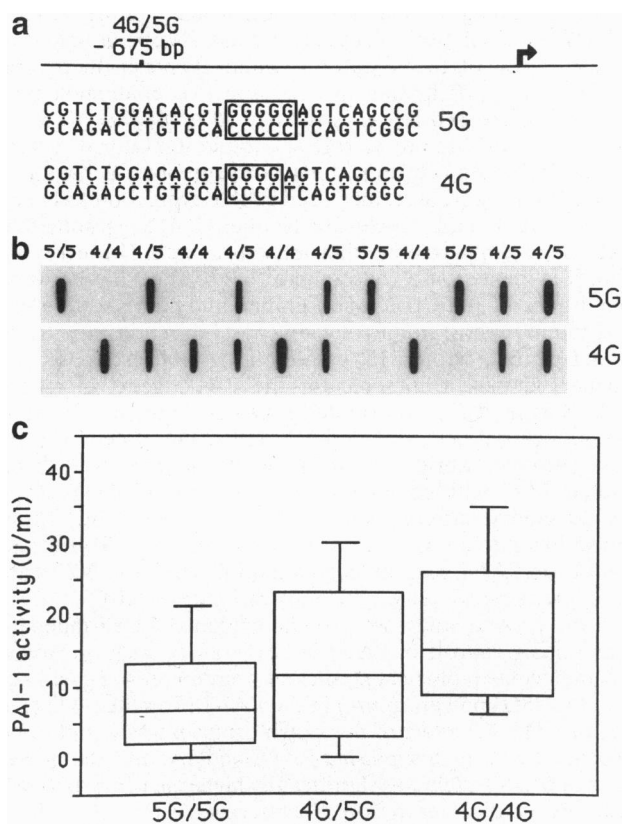 a
4G/5G
- 675 bp
CGTCTGGACACGTGGGGGAGTCAGCCG
GCAGACCTGTGCACCCCCTCAGTCGGC
5G
CGTCTGGACACGTGGGGAGTCAGCCG
GCAGACCTGTGCACCCCTCAGTCGGC
4G
b
5/5 4/4 4/5 4/4 4/5 4/4 4/5 5/5 4/4 5/5 4/5 4/5
5G
4G
c
PAI-1 activity (U/ml)
40
30
20
10
0
5G/5G 4G/5G 4G/4G